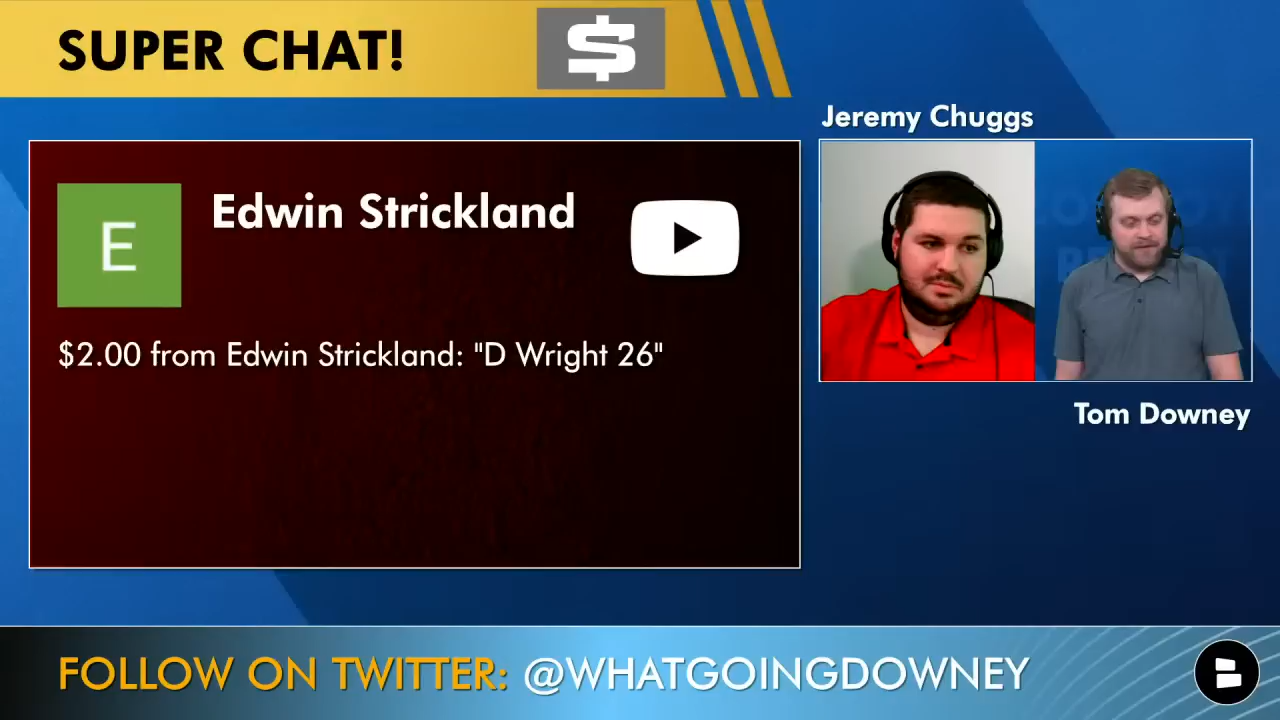 SUPER CHAT!
Jeremy Chuggs
E
Edwin Strickland
$2.00 from Edwin Strickland: "D Wright 26"
Tom Downey
FOLLOW ON TWITTER: @WHATGOINGDOWNEY